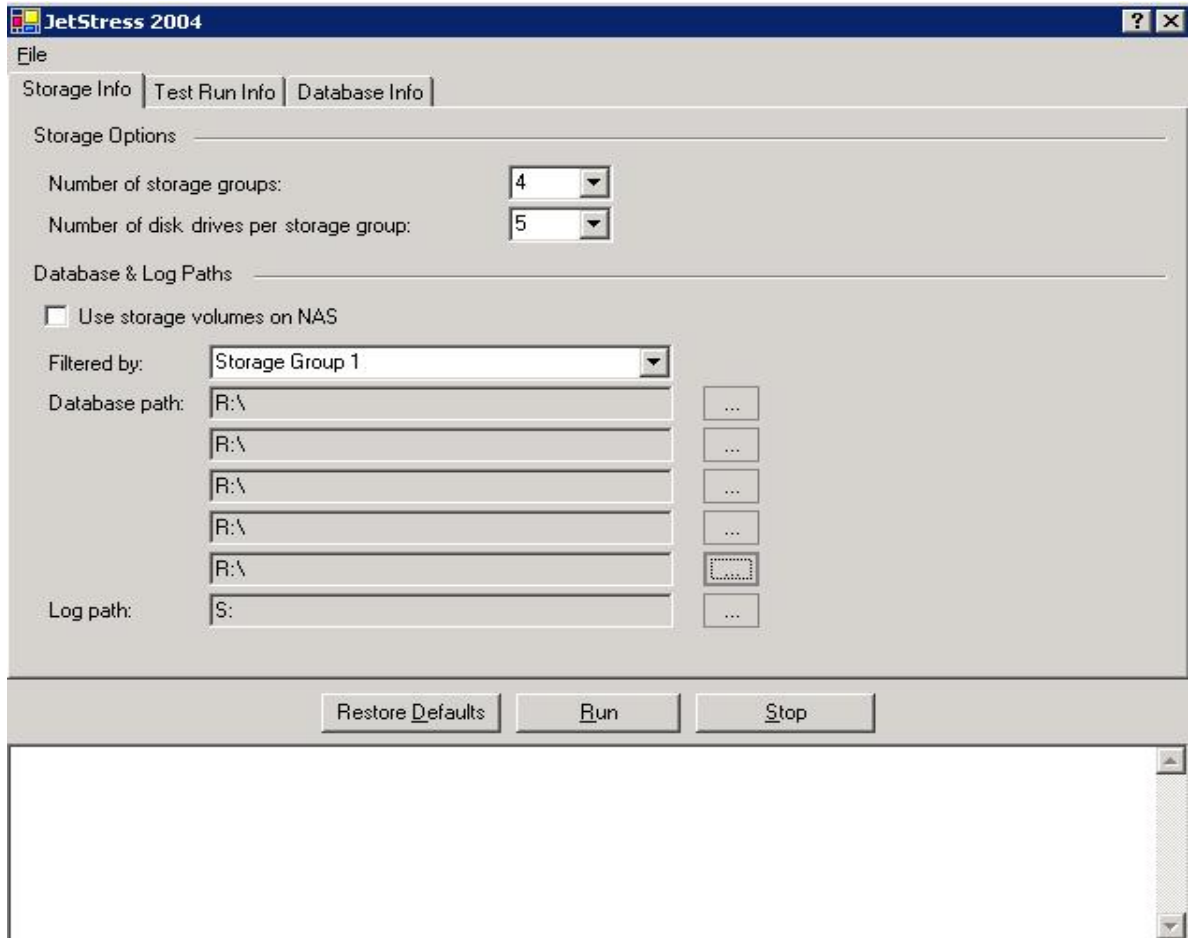 JetStress 2004
File
Storage Info Test Run Info Database Info
Storage Options
Number of storage groups: 4
Number of disk drives per storage group: 5
Database & Log Paths
Use storage volumes on NAS
Filtered by: Storage Group 1
Database path: R:\ ...
R:\ ...
R:\ ...
R:\ ...
R:\ ...
Log path: S: ...
Restore Defaults Run Stop